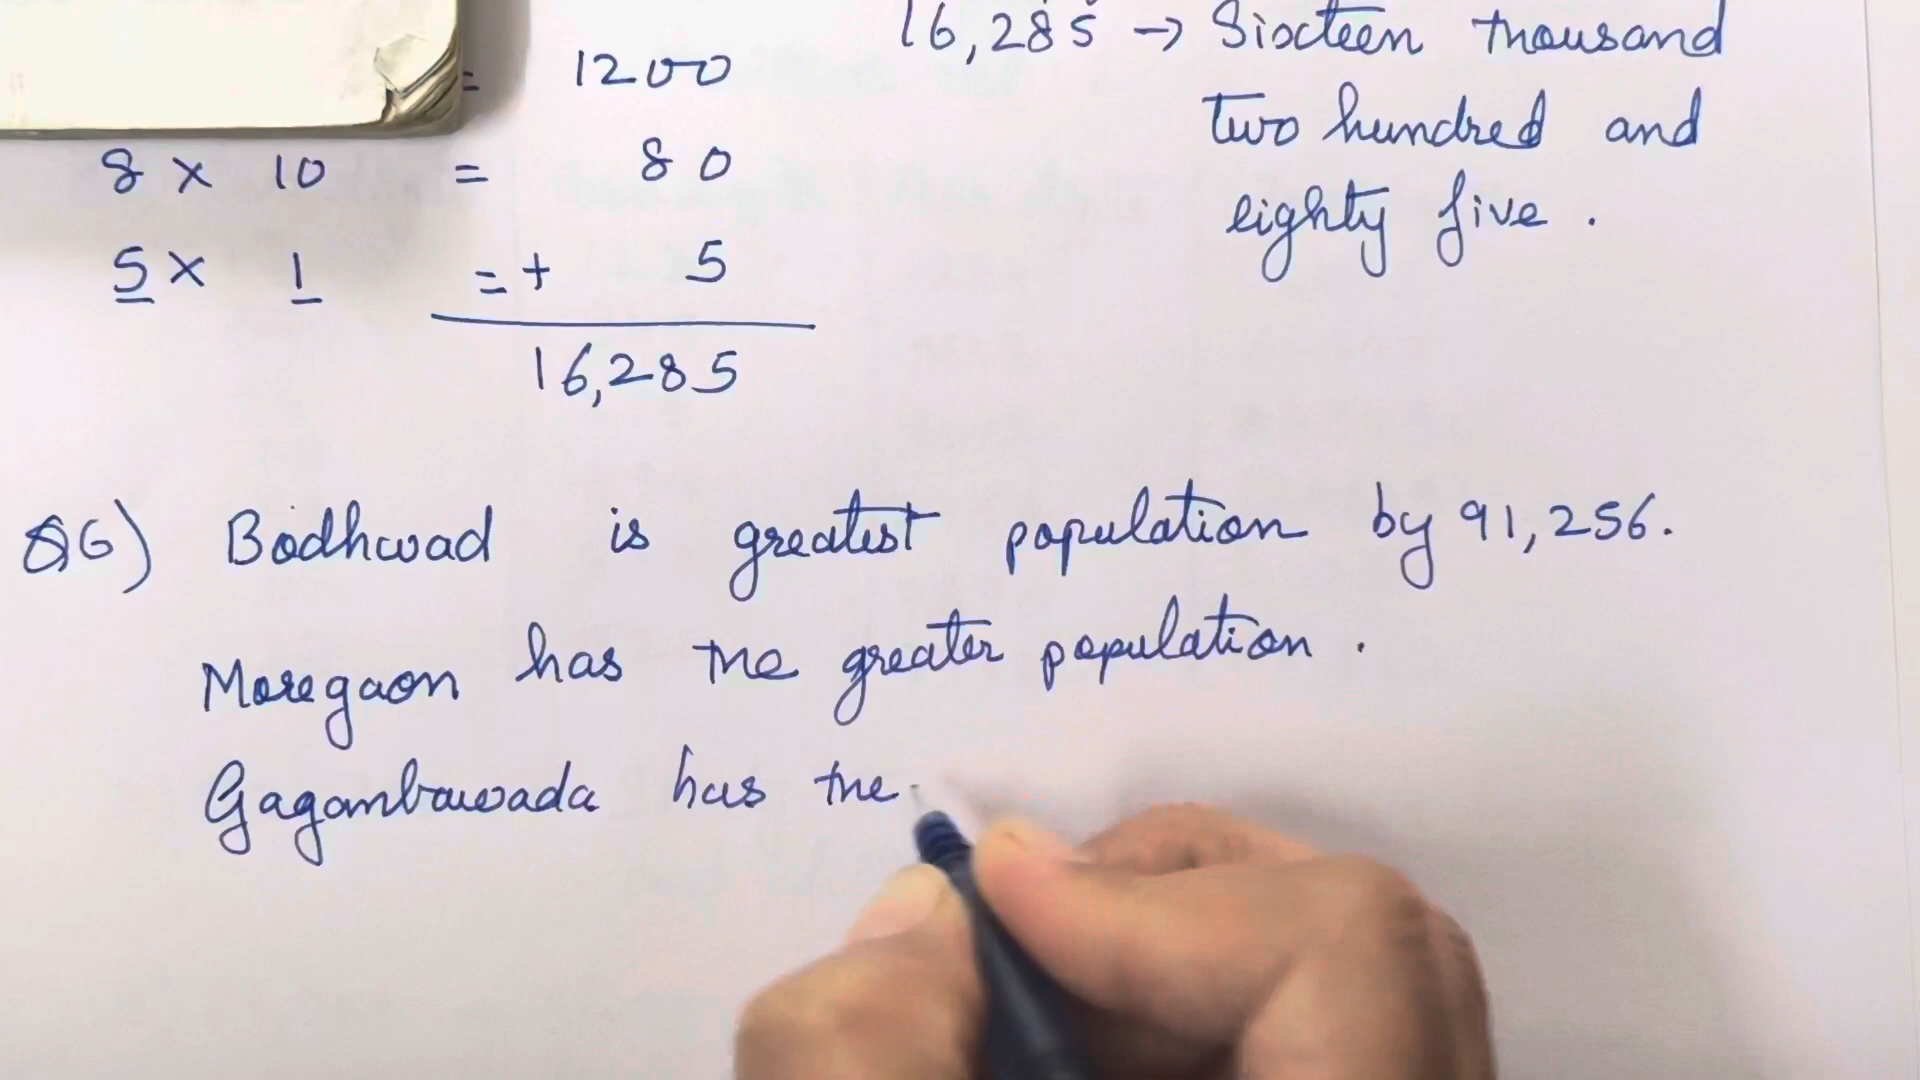 = 1200
8 x 10 = 80
5 x 1 = + 5
16,285
16,285 → Sixteen thousand
two hundred and
eighty five.
Q6) Bodhwad is greatest population by 91,256.
Moregaon has the greater population.
Gaganbawada has the